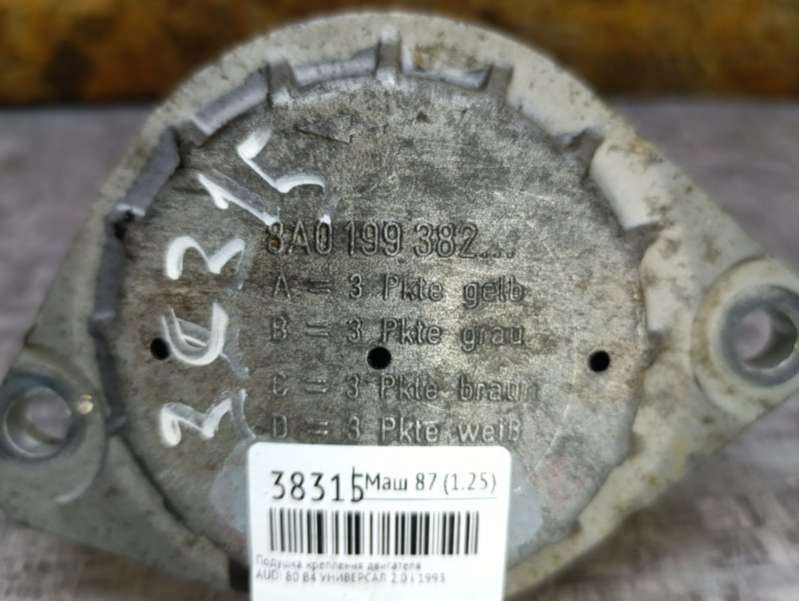 8A0 199 382...
A = 3 Pkte gelb
B = 3 Pkte grau
C = 3 Pkte braun
D = 3 Pkte weiß
38315
Маш 87 (1.25)
Подушка крепления двигателя
AUDI 80 B4 УНИВЕРСАЛ 2.0 i 1993